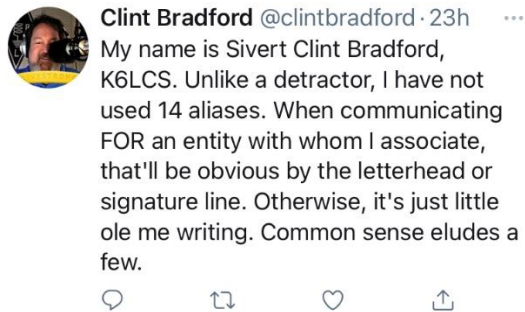 Clint Bradford @clintbradford · 23h ...
My name is Sivert Clint Bradford,
K6LCS. Unlike a detractor, I have not
used 14 aliases. When communicating
FOR an entity with whom I associate,
that'll be obvious by the letterhead or
signature line. Otherwise, it's just little
ole me writing. Common sense eludes a
few.